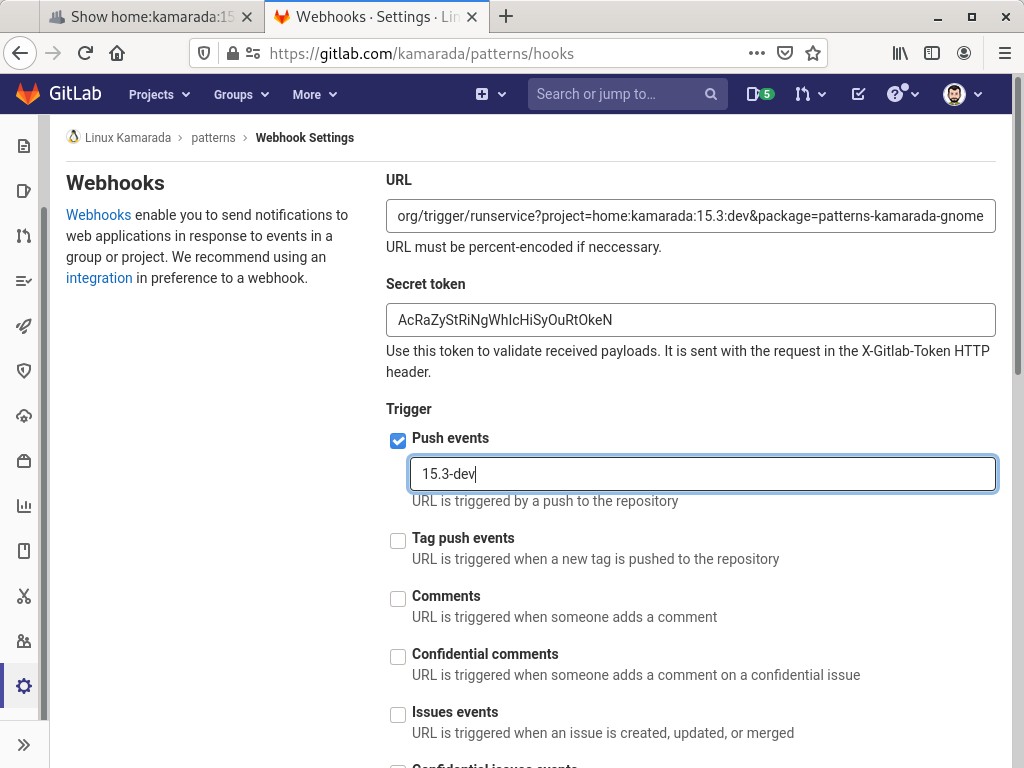 Show home:kamarada:15
Webhooks · Settings · Lin
https://gitlab.com/kamarada/patterns/hooks
GitLab
Projects
Groups
More
Search or jump to...
5
Linux Kamarada › patterns › Webhook Settings
Webhooks
Webhooks enable you to send notifications to
web applications in response to events in a
group or project. We recommend using an
integration in preference to a webhook.
URL
org/trigger/runservice?project=home:kamarada:15.3:dev&package=patterns-kamarada-gnome
URL must be percent-encoded if neccessary.
Secret token
AcRaZyStRiNgWhIcHiSyOuRtOkeN
Use this token to validate received payloads. It is sent with the request in the X-Gitlab-Token HTTP
header.
Trigger
Push events
15.3-dev
URL is triggered by a push to the repository
Tag push events
URL is triggered when a new tag is pushed to the repository
Comments
URL is triggered when someone adds a comment
Confidential comments
URL is triggered when someone adds a comment on a confidential issue
Issues events
URL is triggered when an issue is created, updated, or merged
Confidential issues events